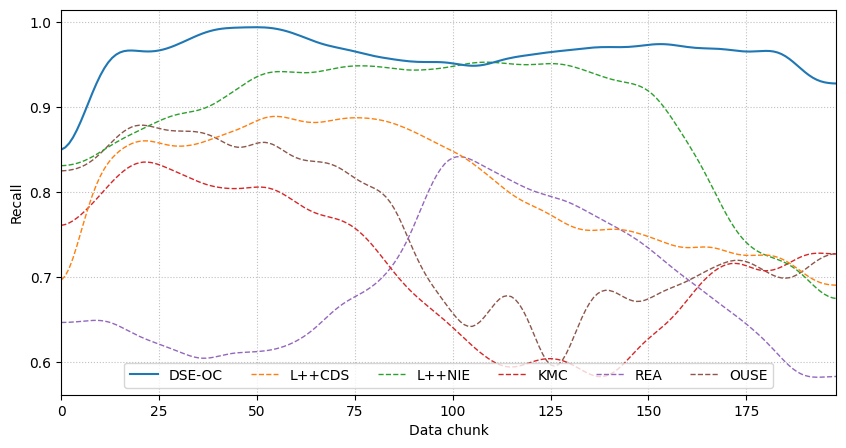 Recall
1.0
0.9
0.8
0.7
0.6
DSE-OC L++CDS L++NIE KMC REA OUSE
0 25 50 75 100 125 150 175
Data chunk